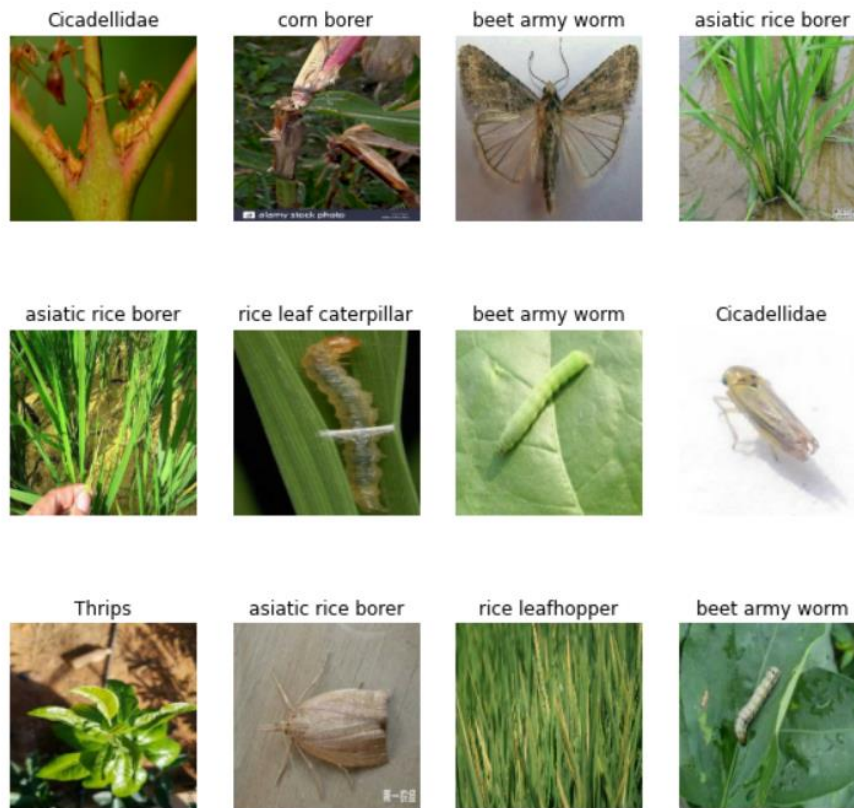 Cicadellidae
corn borer
beet army worm
asiatic rice borer
alamy stock photo
asiatic rice borer
rice leaf caterpillar
beet army worm
Cicadellidae
Thrips
asiatic rice borer
rice leafhopper
beet army worm